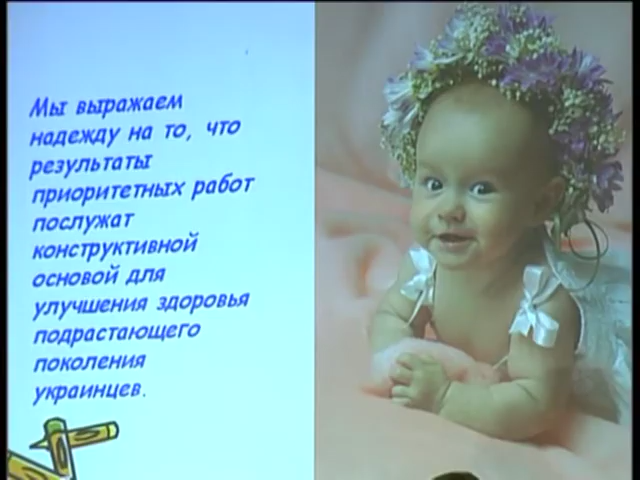 Мы выражаем
надежду на то, что
результаты
приоритетных работ
послужат
конструктивной
основой для
улучшения здоровья
подрастающего
поколения
украинцев.